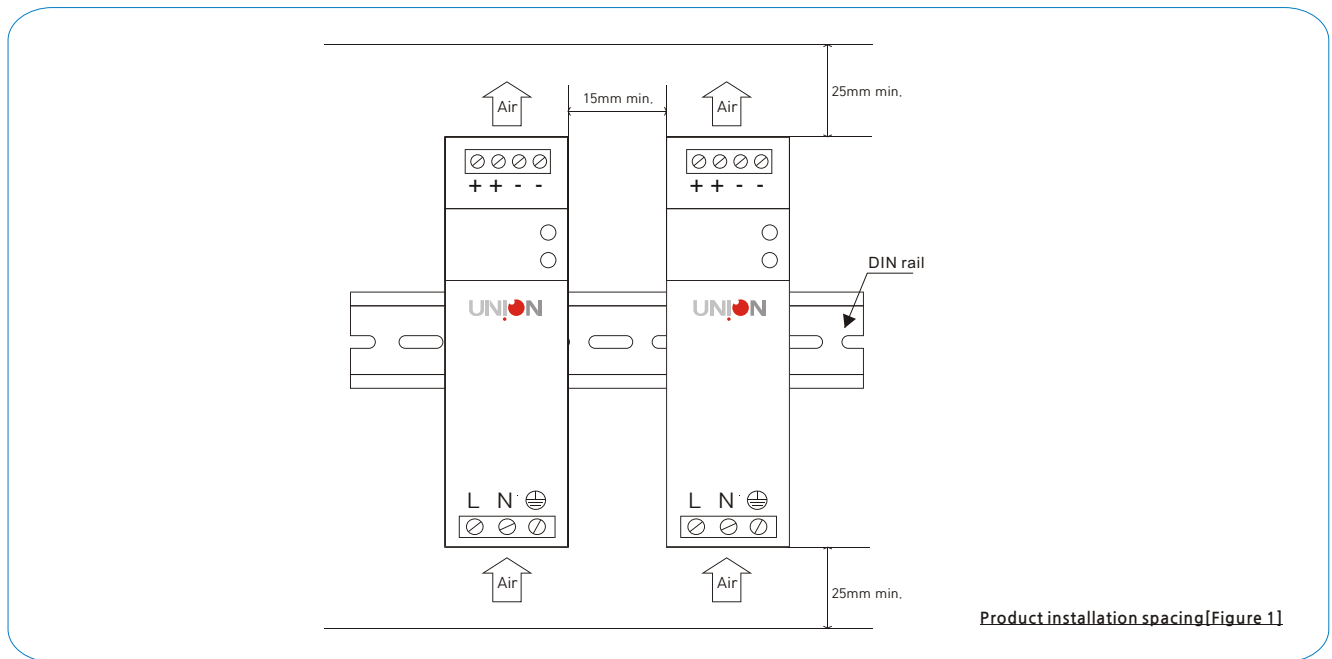 Air
15mm min.
Air
25mm min.
+ + - -
+ + - -
DIN rail
UNION
UNION
L N
L N
Air
Air
25mm min.
Product installation spacing[Figure 1]